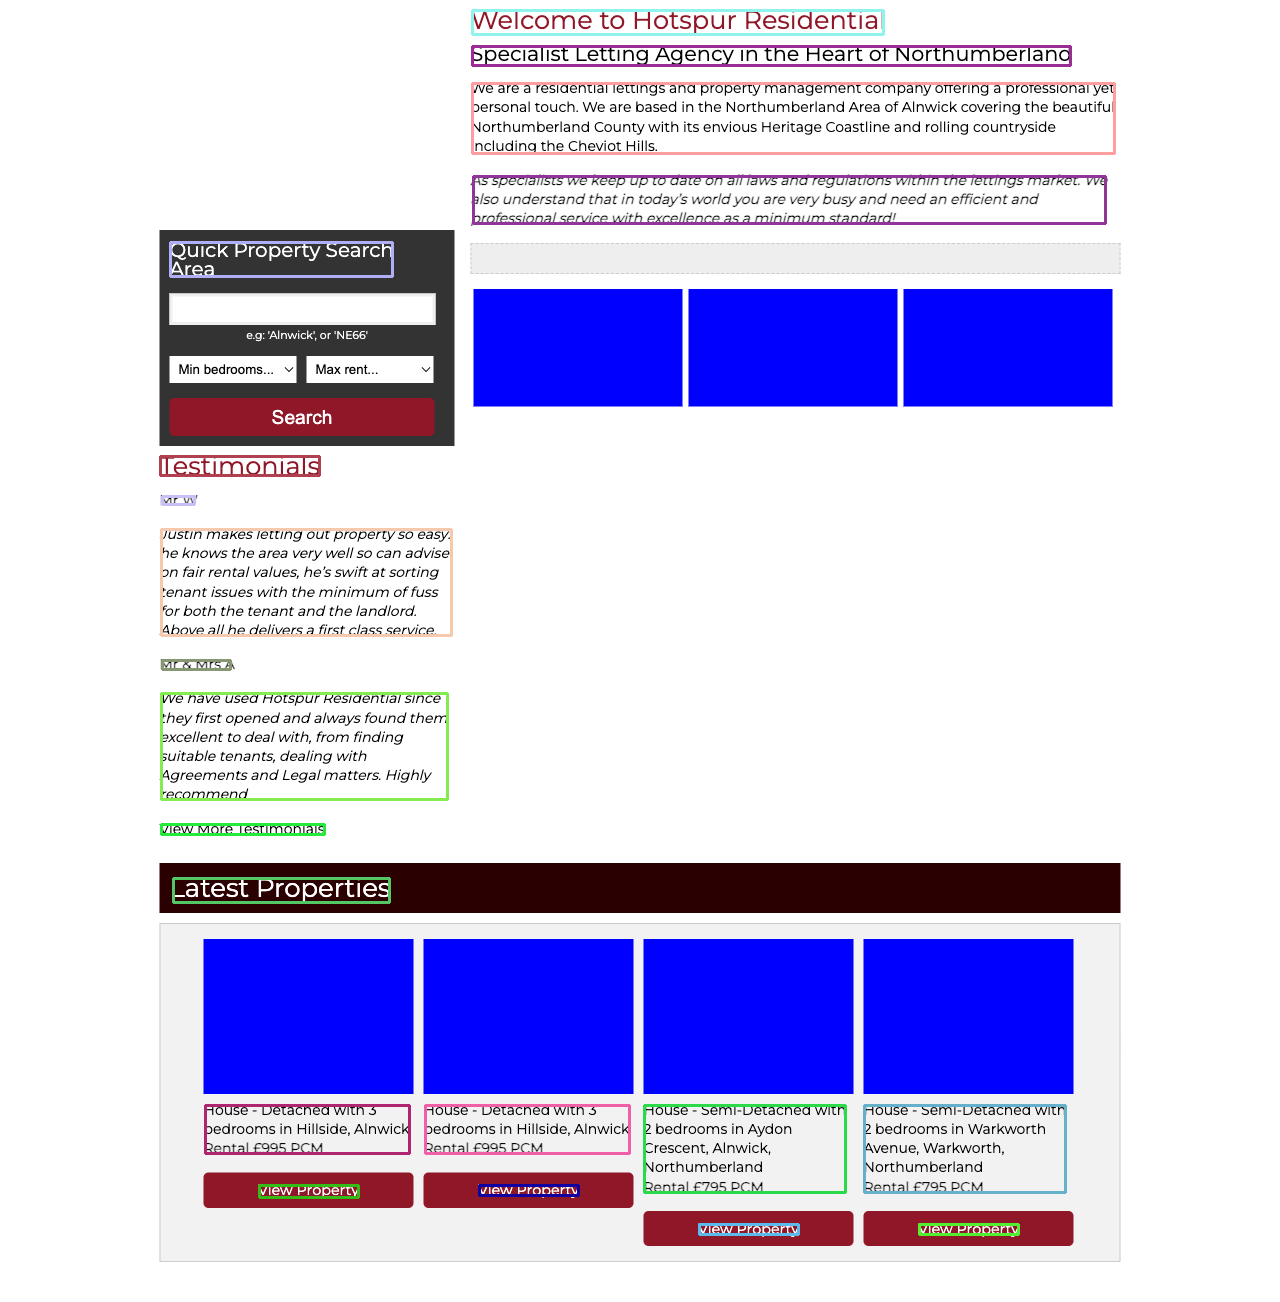 Welcome to Hotspur Residential
Specialist Letting Agency in the Heart of Northumberland
We are a residential lettings and property management company offering a professional yet
personal touch. We are based in the Northumberland Area of Alnwick covering the beautiful
Northumberland County with its envious Heritage Coastline and rolling countryside
including the Cheviot Hills.
As specialists we keep up to date on all laws and regulations within the lettings market. We
also understand that in today's world you are very busy and need an efficient and
professional service with excellence as a minimum standard!
Quick Property Search
Area
e.g: 'Alnwick', or 'NE66'
Min bedrooms... Max rent...
Search
Testimonials
Mr W
Justin makes letting out property so easy:
he knows the area very well so can advise
on fair rental values, he's swift at sorting
tenant issues with the minimum of fuss
for both the tenant and the landlord.
Above all he delivers a first class service.
Mr & Mrs A
We have used Hotspur Residential since
they first opened and always found them
excellent to deal with, from finding
suitable tenants, dealing with
Agreements and Legal matters. Highly
recommend
View More Testimonials
Latest Properties
House - Detached with 3
bedrooms in Hillside, Alnwick
Rental £995 PCM
View Property
House - Detached with 3
bedrooms in Hillside, Alnwick
Rental £995 PCM
View Property
House - Semi-Detached with
2 bedrooms in Aydon
Crescent, Alnwick,
Northumberland
Rental £795 PCM
View Property
House - Semi-Detached with
2 bedrooms in Warkworth
Avenue, Warkworth,
Northumberland
Rental £795 PCM
View Property